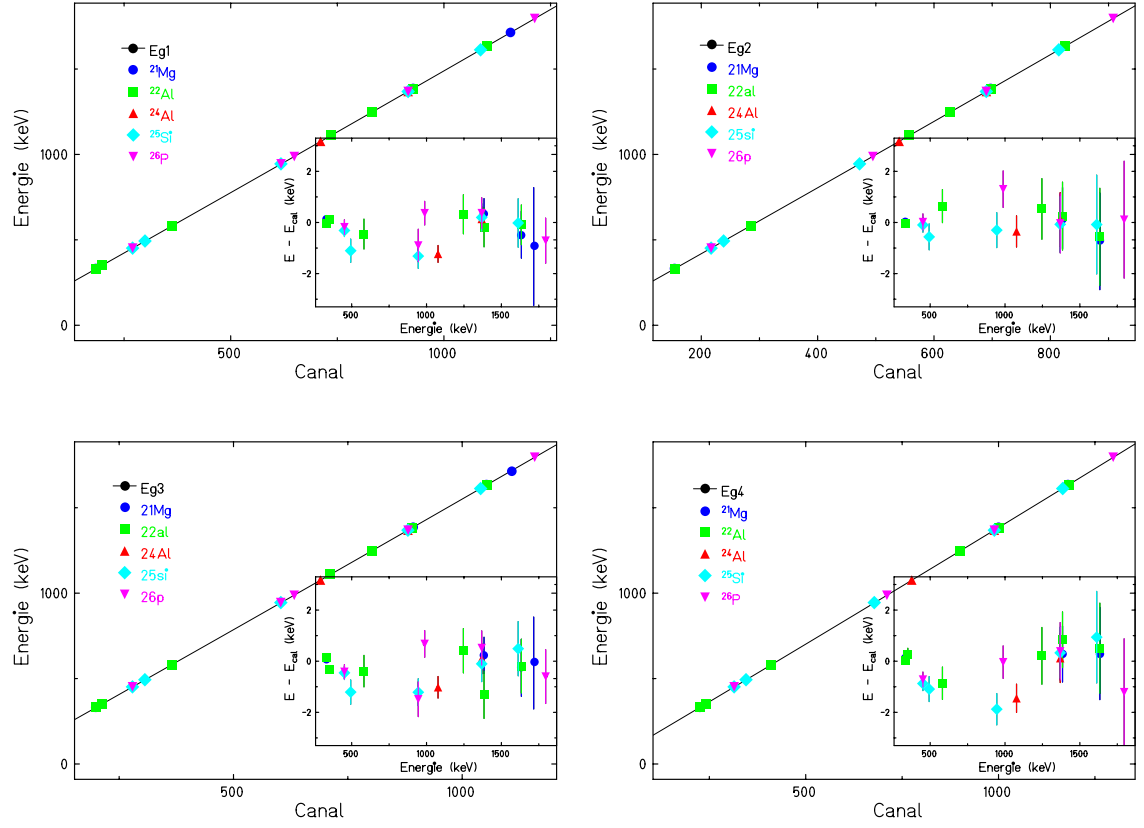 Energie (keV)
1000
0
Eg1
²¹Mg
²²Al
²⁴Al
²⁵Si
²⁶P
E - E_cal (keV)
2
0
-2
500 1000 1500
Energie (keV)
500 1000
Canal
Energie (keV)
1000
0
Eg2
21Mg
22al
24Al
25si
26p
E - E_cal (keV)
2
0
-2
500 1000 1500
Energie (keV)
200 400 600 800
Canal
Energie (keV)
1000
0
Eg3
21Mg
22al
24Al
25si
26p
E - E_cal (keV)
2
0
-2
500 1000 1500
Energie (keV)
500 1000
Canal
Energie (keV)
1000
0
Eg4
²¹Mg
²²Al
²⁴Al
²⁵Si
²⁶P
E - E_cal (keV)
2
0
-2
500 1000 1500
Energie (keV)
500 1000
Canal